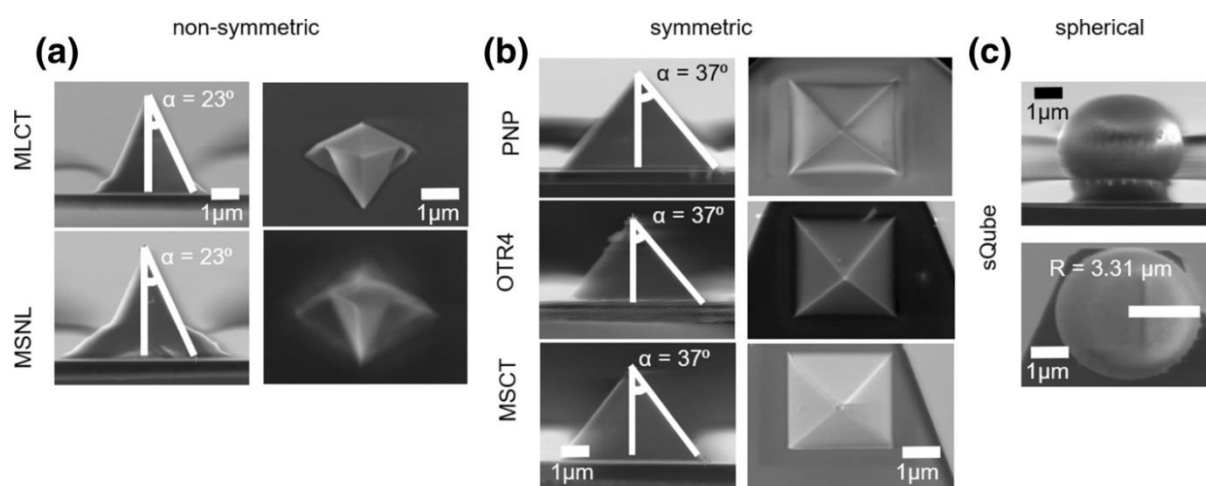 non-symmetric
symmetric
spherical
(a)
(b)
(c)
MLCT
α = 23º
1µm
1µm
MSNL
α = 23º
PNP
α = 37º
OTR4
α = 37º
MSCT
α = 37º
1µm
1µm
sQube
1µm
R = 3.31 µm
1µm